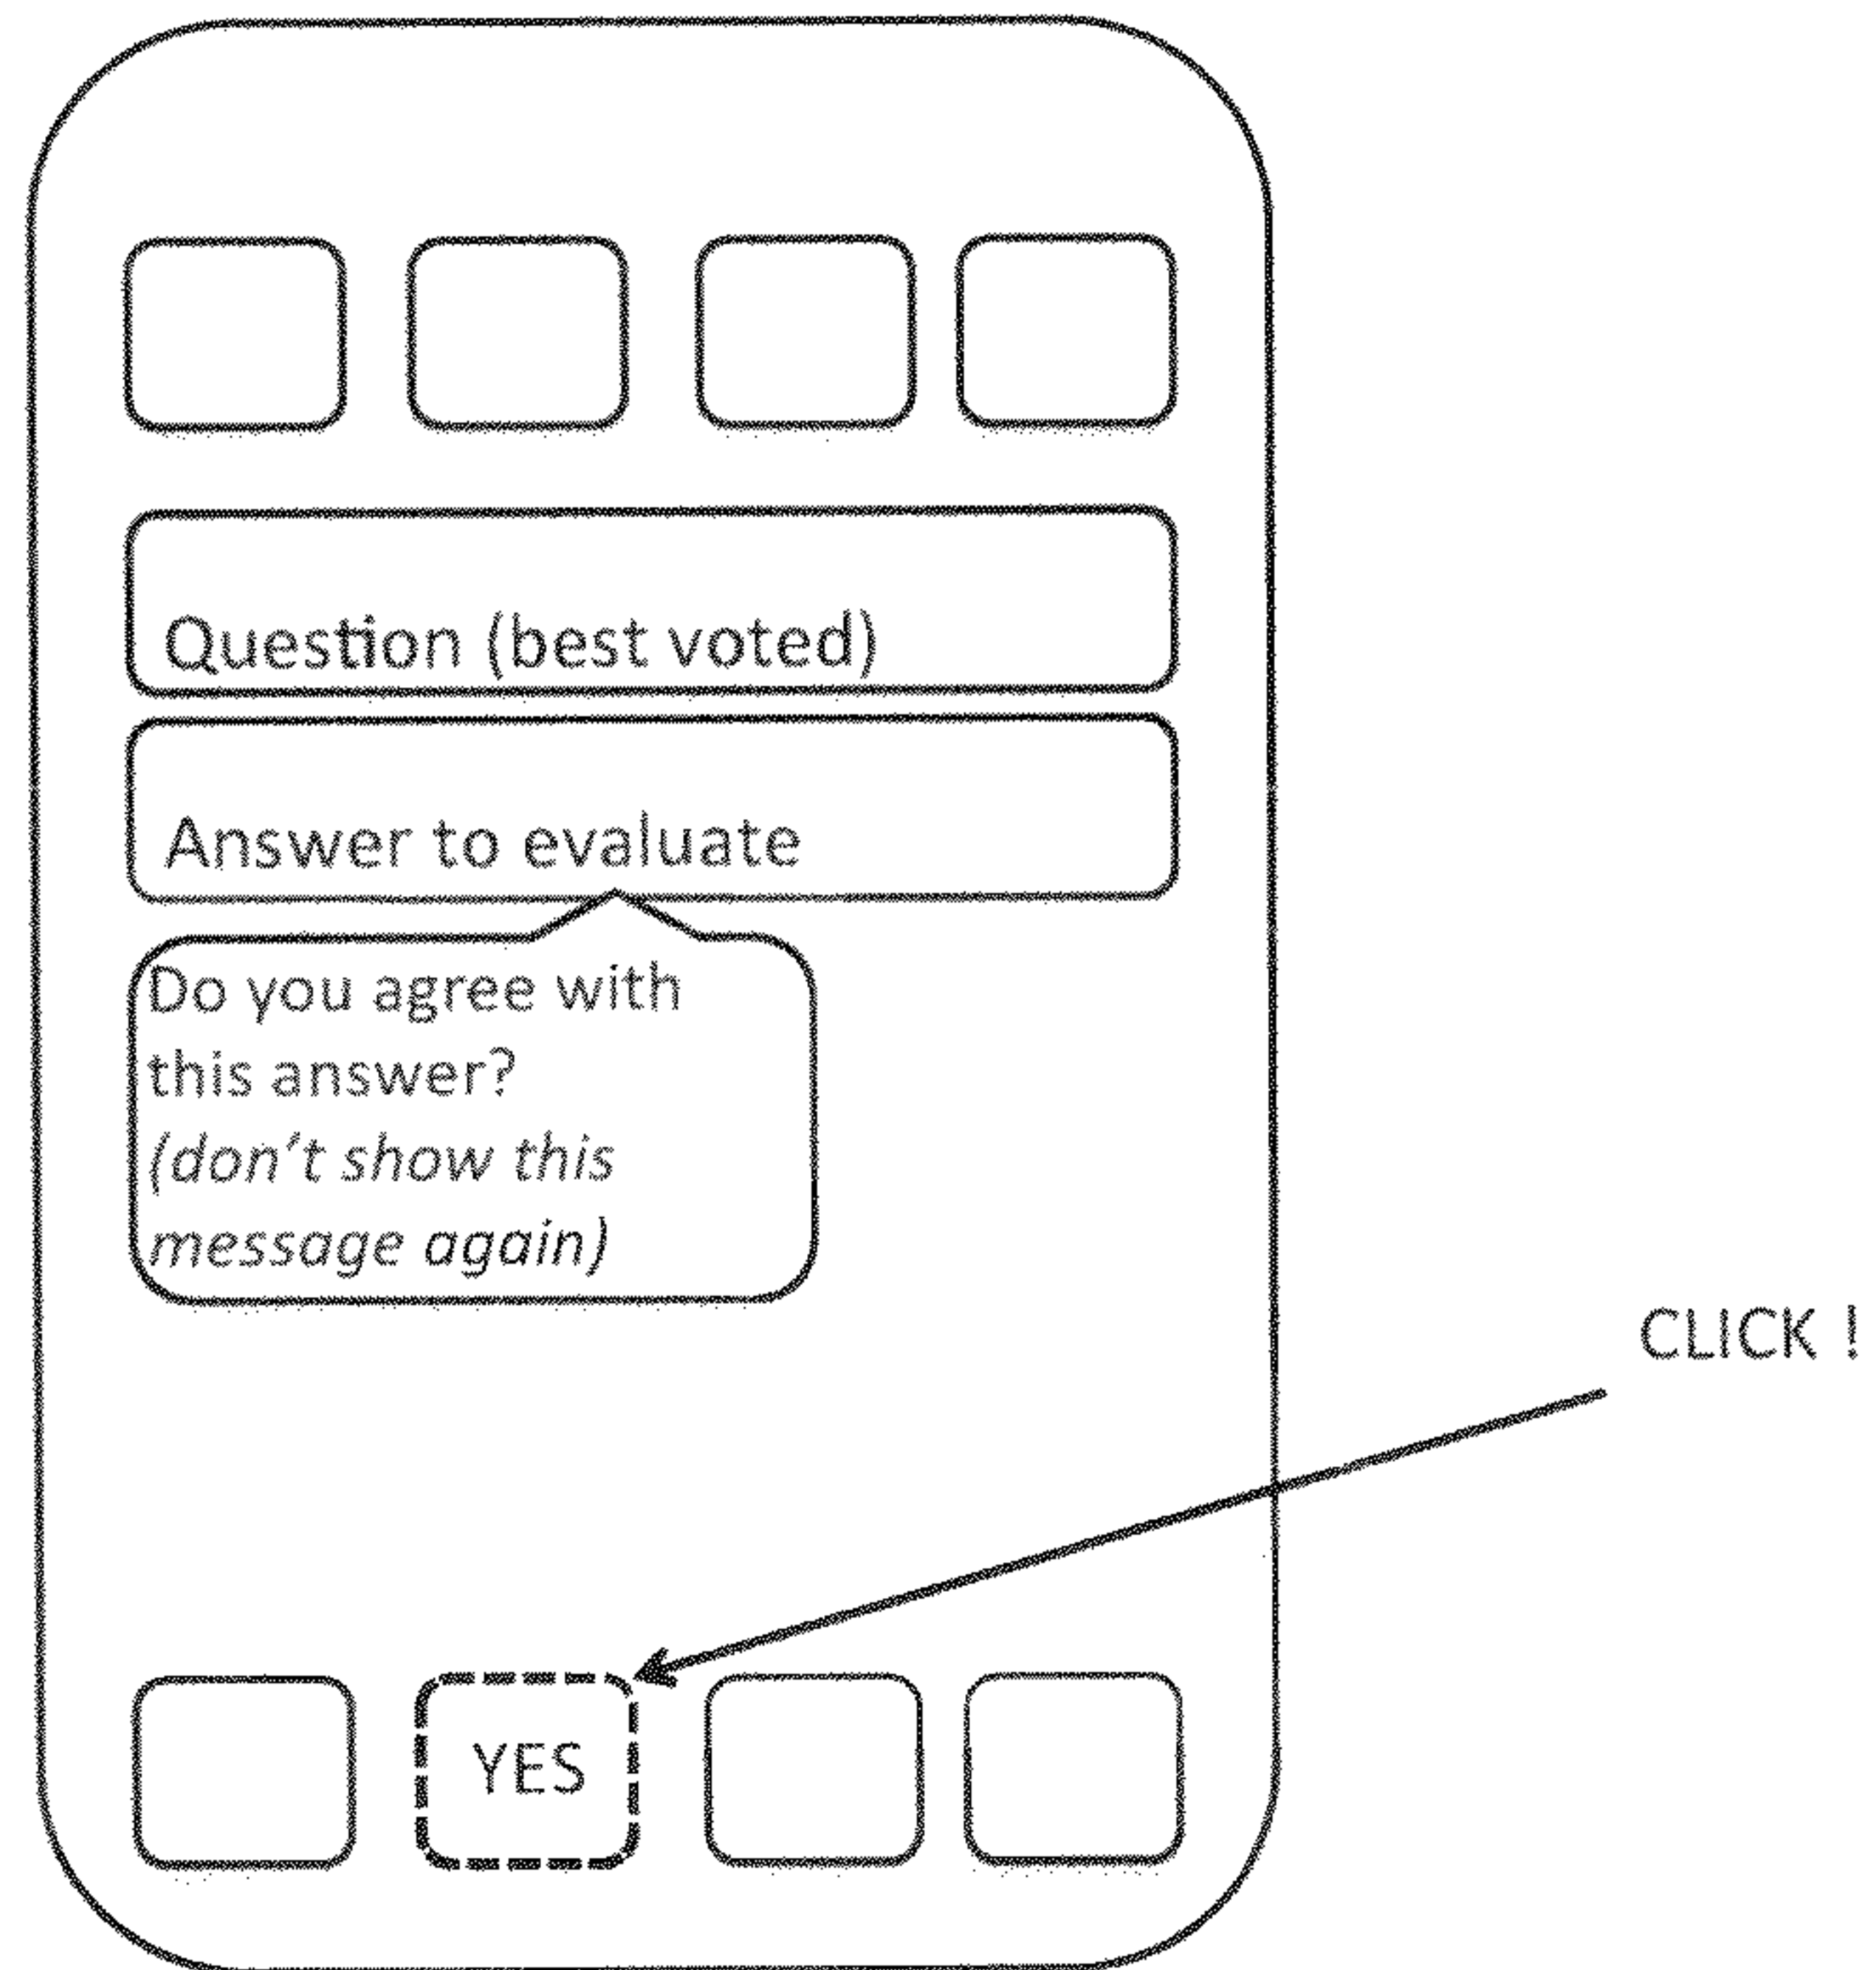 Question (best voted)
Answer to evaluate
Do you agree with
this answer?
(don't show this
message again)
CLICK !
YES